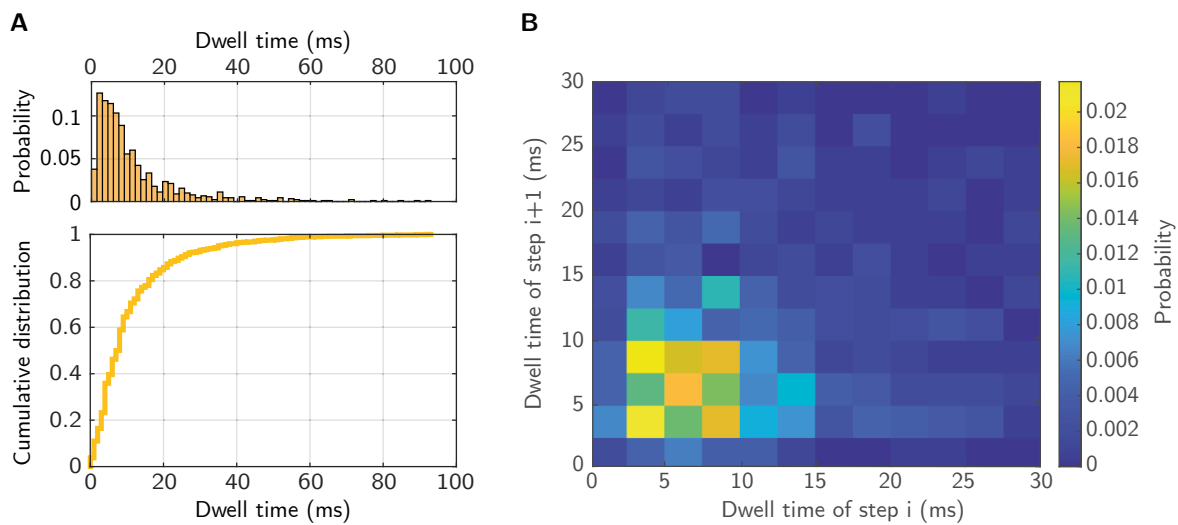 A
Dwell time (ms)
0 20 40 60 80 100
0.1
0.05
0
Probability
1
0.8
0.6
0.4
0.2
0
Cumulative distribution
0 20 40 60 80 100
Dwell time (ms)
B
30
25
20
15
10
5
0
Dwell time of step i+1 (ms)
0 5 10 15 20 25 30
Dwell time of step i (ms)
0.02
0.018
0.016
0.014
0.012
0.01
0.008
0.006
0.004
0.002
0
Probability